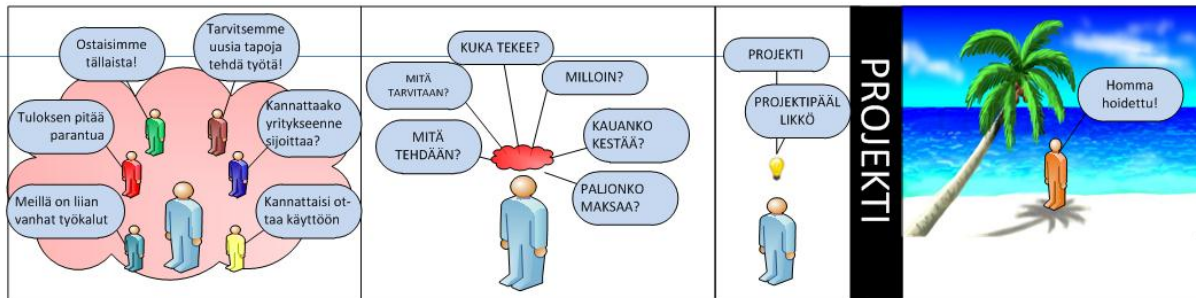 Ostaisimme
tällaista!
Tarvitsemme
uusia tapoja
tehdä työtä!
Tuloksen pitää
parantua
Kannattaako
yritykseenne
sijoittaa?
Meillä on liian
vanhat työkalut
Kannattaisi ot-
taa käyttöön
KUKA TEKEE?
MITÄ
TARVITAAN?
MILLOIN?
MITÄ
TEHDÄÄN?
KAUANKO
KESTÄÄ?
PALJONKO
MAKSAA?
PROJEKTI
PROJEKTIPÄÄL
LIKKÖ
PROJEKTI
Homma
hoidettu!